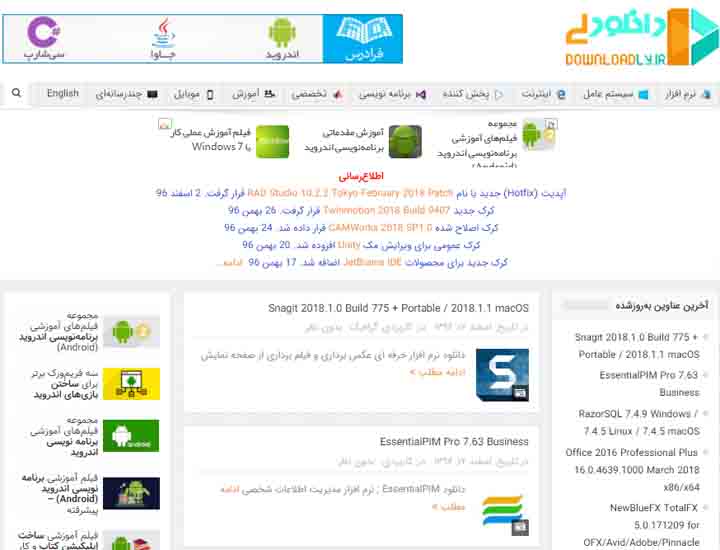 دانلودلی
DOWNLOADLY.IR
فرادرس
اندروید
جاوا
سی‌شارپ
نرم افزار
سیستم عامل
اینترنت
پخش کننده
برنامه نویسی
تخصصی
آموزش
موبایل
چندرسانه‌ای
English
مجموعه
فیلم‌های آموزشی
برنامه‌نویسی اندروید
(Android)
آموزش مقدماتی
برنامه‌نویسی اندروید
فیلم آموزش عملی کار
با Windows 7
اطلاع‌رسانی
آپدیت (Hotfix) جدید با نام RAD Studio 10.2.2 Tokyo February 2018 Patch قرار گرفت. 2 اسفند 96
کرک جدید Twinmotion 2018 Build 9407 قرار گرفت. 26 بهمن 96
کرک اصلاح شده CAMWorks 2018 SP1.0 قرار داده شد. 24 بهمن 96
کرک عمومی برای ویرایش مک Unity افزوده شد. 20 بهمن 96
کرک جدید برای محصولات JetBrains IDE اضافه شد. 17 بهمن 96 ادامه...
آخرین عناوین به‌روزشده
Snagit 2018.1.0 Build 775 +
Portable / 2018.1.1 macOS
EssentialPIM Pro 7.63
Business
RazorSQL 7.4.9 Windows /
7.4.5 Linux / 7.4.5 macOS
Office 2016 Professional Plus
16.0.4639.1000 March 2018
x86/x64
NewBlueFX TotalFX
5.0.171209 for
OFX/Avid/Adobe/Pinnacle
Snagit 2018.1.0 Build 775 + Portable / 2018.1.1 macOS
در تاریخ: اسفند ۱۲, ۱۳۹۶ در: کاربردی, گرافیک بدون نظر
دانلود نرم افزار حرفه ای عکس برداری و فیلم برداری از صفحه نمایش
ادامه مطلب >
EssentialPIM Pro 7.63 Business
در تاریخ: اسفند ۱۲, ۱۳۹۶ در: کاربردی بدون نظر
دانلود EssentialPIM ; نرم افزار مدیریت اطلاعات شخصی ادامه
مطلب >
مجموعه
فیلم‌های آموزشی
برنامه‌نویسی اندروید
(Android)
سه فریم‌ورک برتر
برای ساختن
بازی‌های اندروید
مجموعه
فیلم‌های آموزشی
برنامه نویسی
اندروید
android
فیلم آموزشی برنامه
نویسی اندروید
(Android) –
پیشرفته
فیلم آموزشی ساخت
اپلیکیشن کتاب و کار